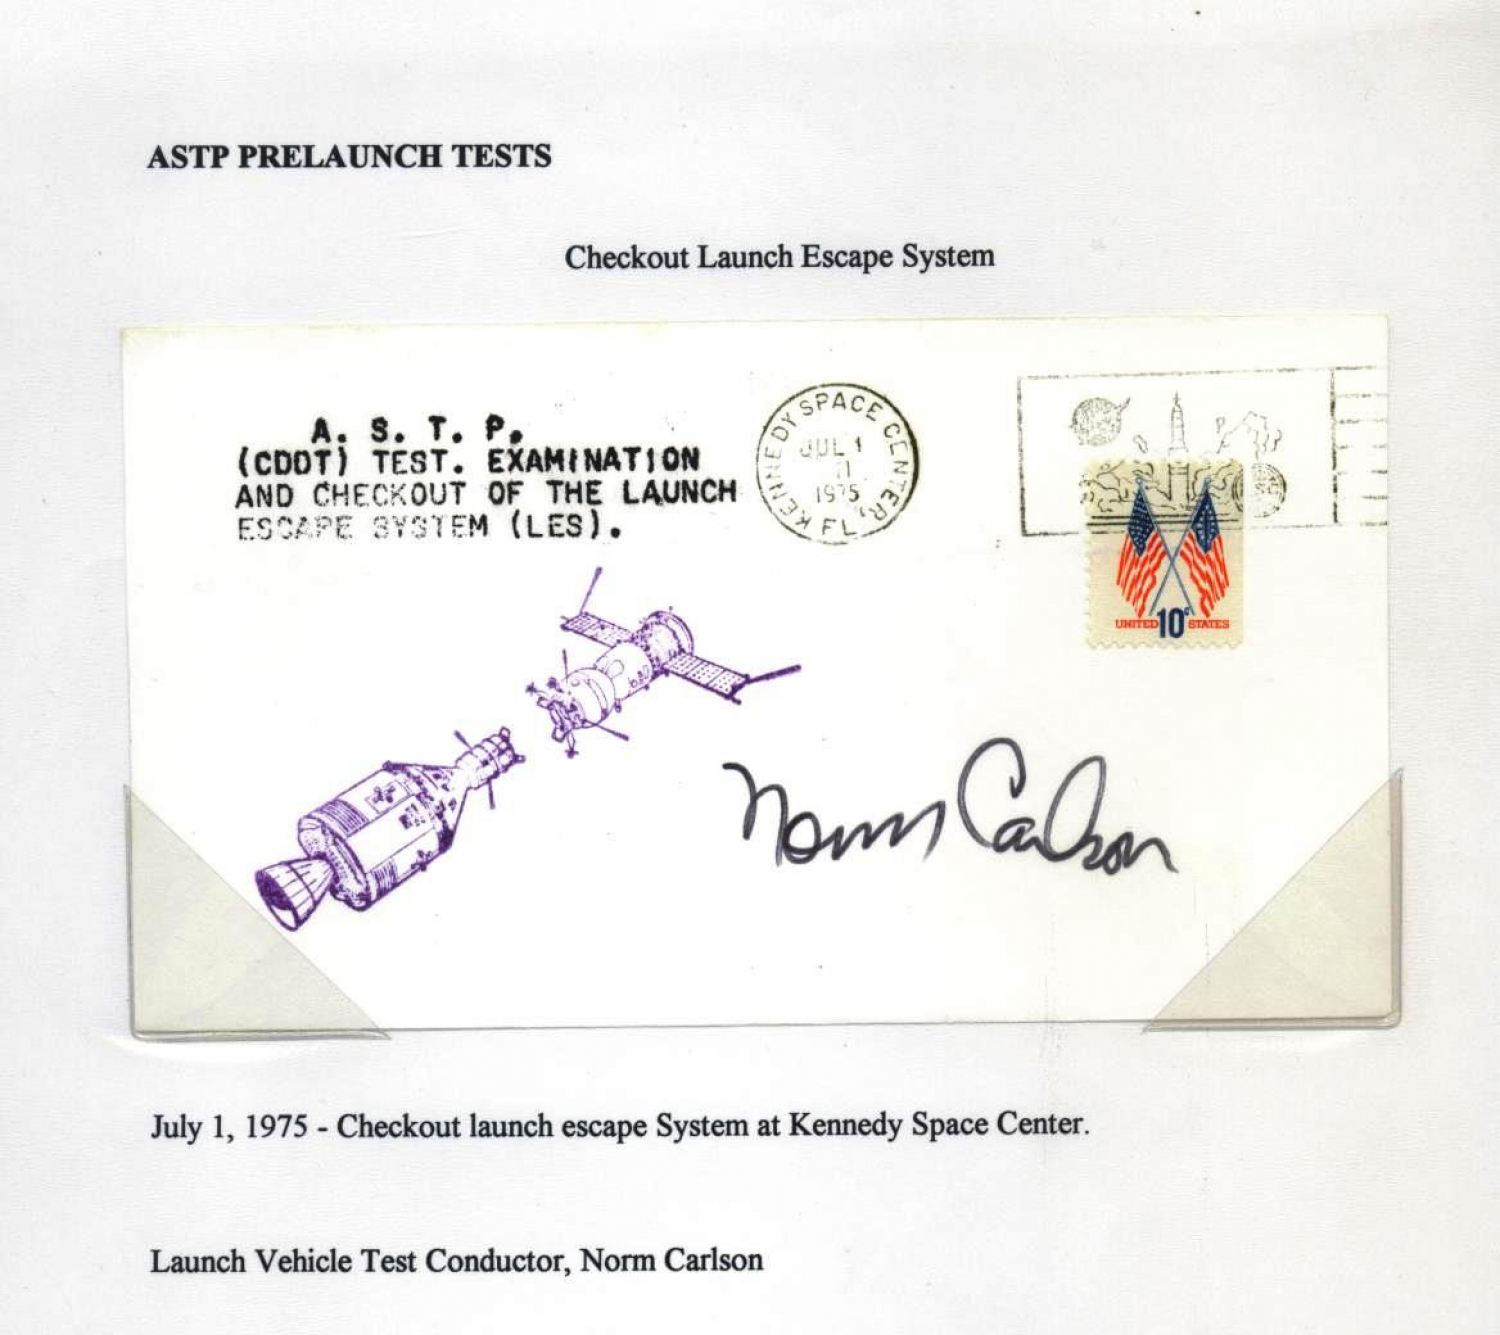 ASTP PRELAUNCH TESTS
Checkout Launch Escape System
A. S. T. P.
(CDDT) TEST. EXAMINATION
AND CHECKOUT OF THE LAUNCH
ESCAPE SYSTEM (LES).
KENNEDY SPACE CENTER, FL
JUL 1
1975
UNITED 10c STATES
Norm Carlson
July 1, 1975 - Checkout launch escape System at Kennedy Space Center.
Launch Vehicle Test Conductor, Norm Carlson